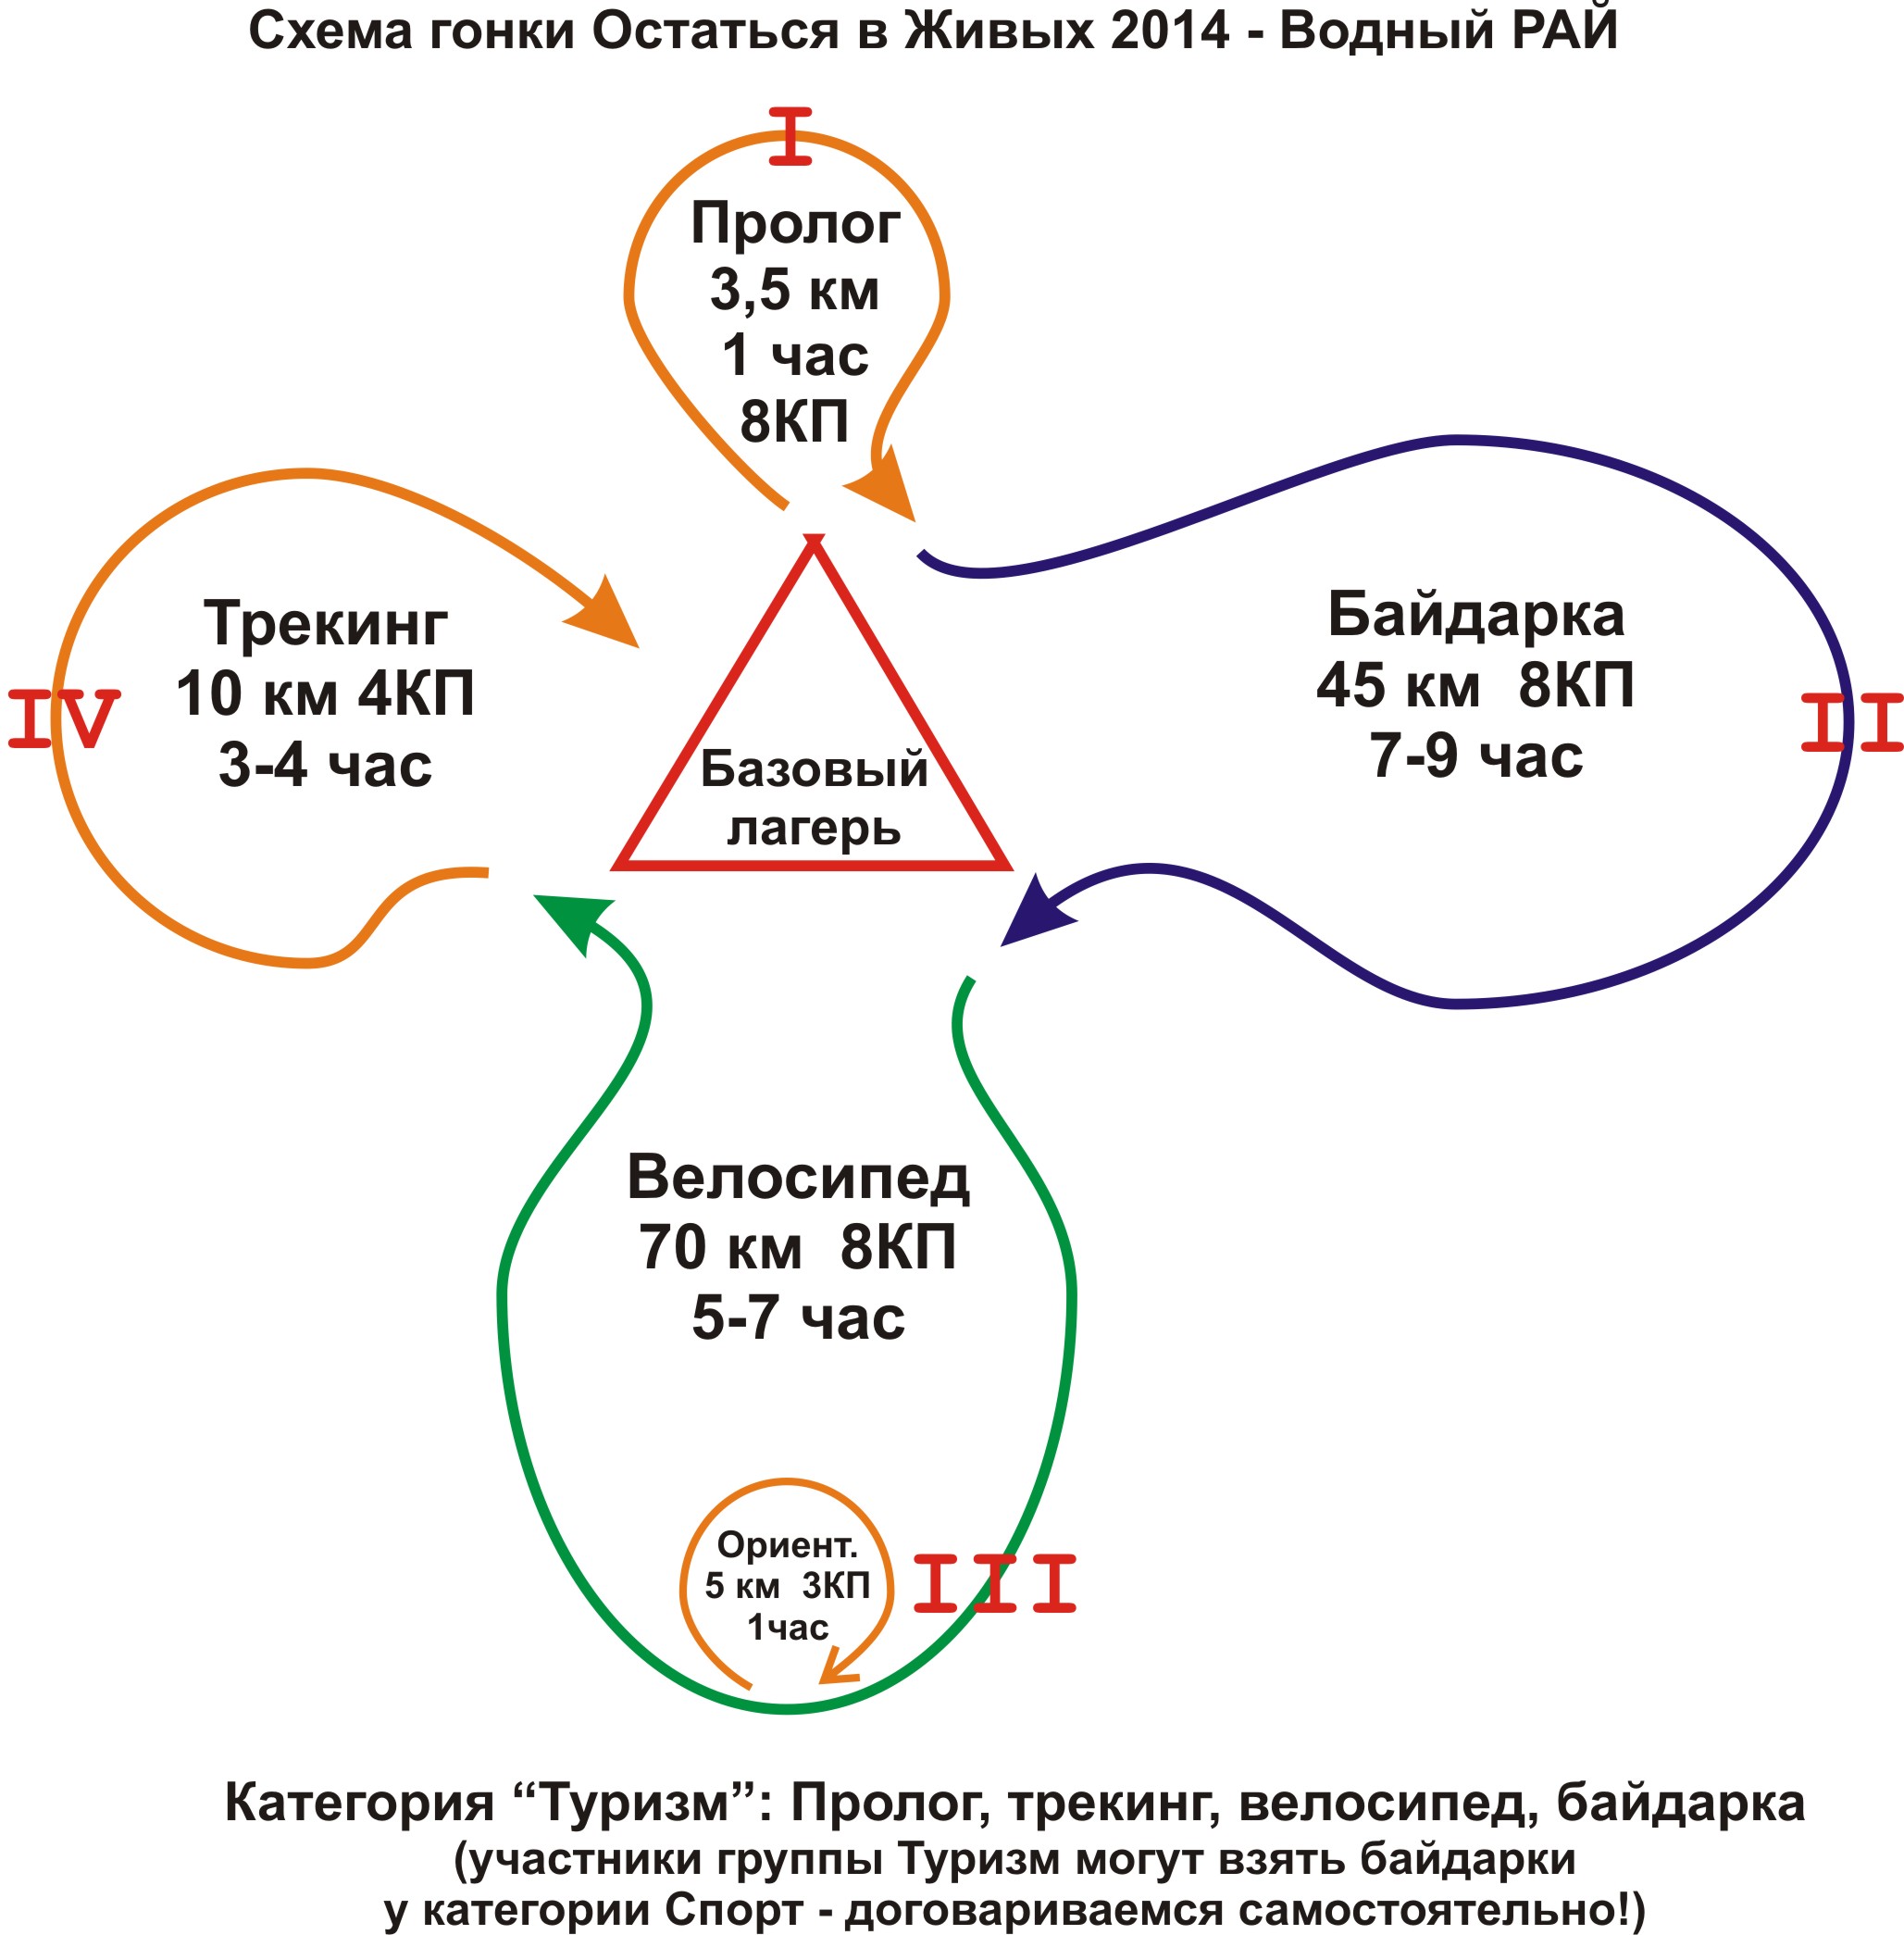 Схема гонки Остаться в Живых 2014 - Водный РАЙ
I
Пролог
3,5 км
1 час
8КП
Трекинг
10 км 4КП
3-4 час
IV
Базовый
лагерь
Байдарка
45 км 8КП
7-9 час
II
Велосипед
70 км 8КП
5-7 час
Ориент.
5 км 3КП
1час
III
Категория “Туризм”: Пролог, трекинг, велосипед, байдарка
(участники группы Туризм могут взять байдарки
у категории Спорт - договариваемся самостоятельно!)